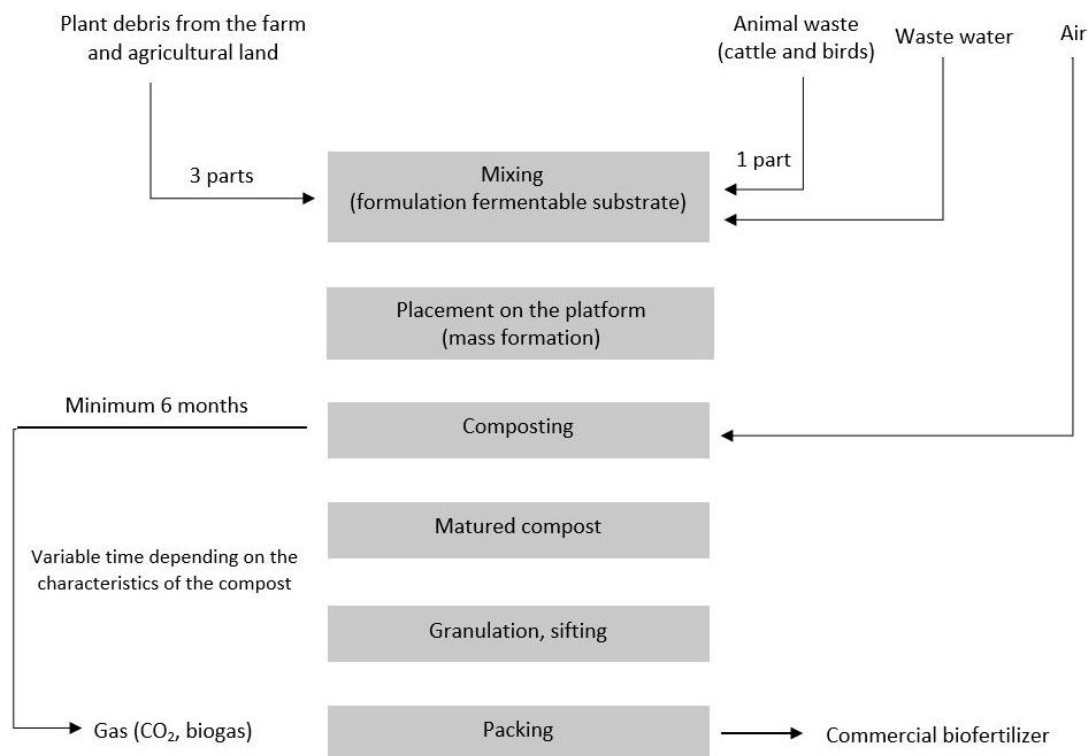 Plant debris from the farm
and agricultural land
Animal waste
(cattle and birds)
Waste water
Air
3 parts
1 part
Mixing
(formulation fermentable substrate)
Placement on the platform
(mass formation)
Minimum 6 months
Composting
Matured compost
Variable time depending on the
characteristics of the compost
Granulation, sifting
Gas (CO₂, biogas)
Packing
Commercial biofertilizer